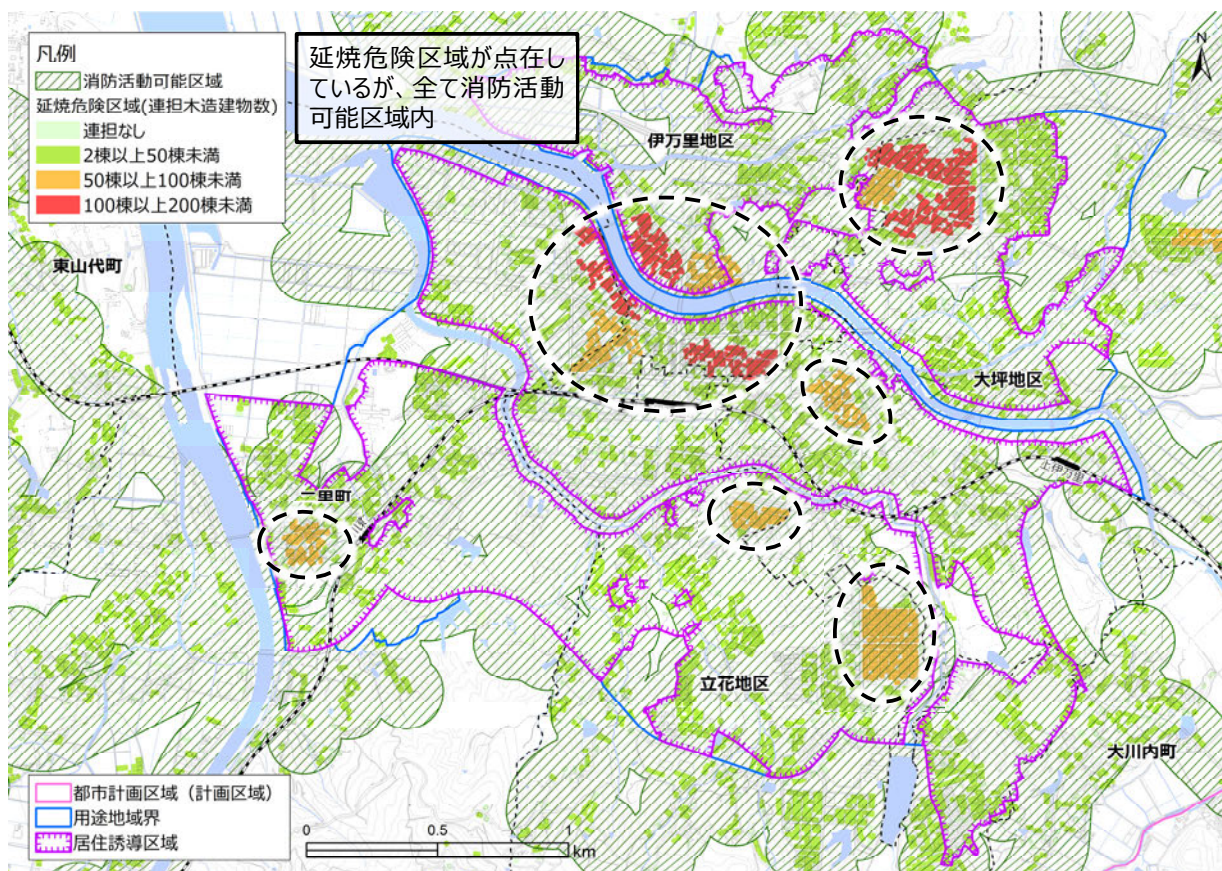 凡例
消防活動可能区域
延焼危険区域(連担木造建物数)
連担なし
2棟以上50棟未満
50棟以上100棟未満
100棟以上200棟未満
延焼危険区域が点在し
ているが、全て消防活動
可能区域内
N
伊万里地区
東山代町
大坪地区
上伊万里
二里町
立花地区
大川内町
都市計画区域（計画区域）
用途地域界
居住誘導区域
0 0.5 1
km